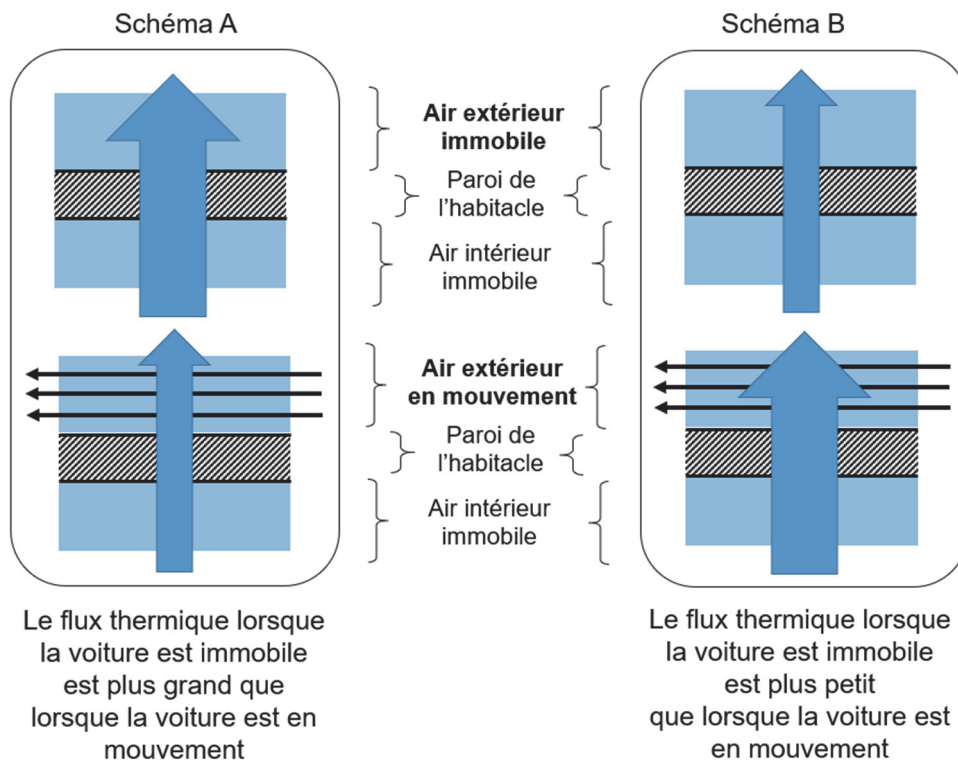 Schéma A
Schéma B
Air extérieur
immobile
Paroi de
l'habitacle
Air intérieur
immobile
Air extérieur
en mouvement
Paroi de
l'habitacle
Air intérieur
immobile
Le flux thermique lorsque
la voiture est immobile
est plus grand que
lorsque la voiture est en
mouvement
Le flux thermique lorsque
la voiture est immobile
est plus petit
que lorsque la voiture est
en mouvement